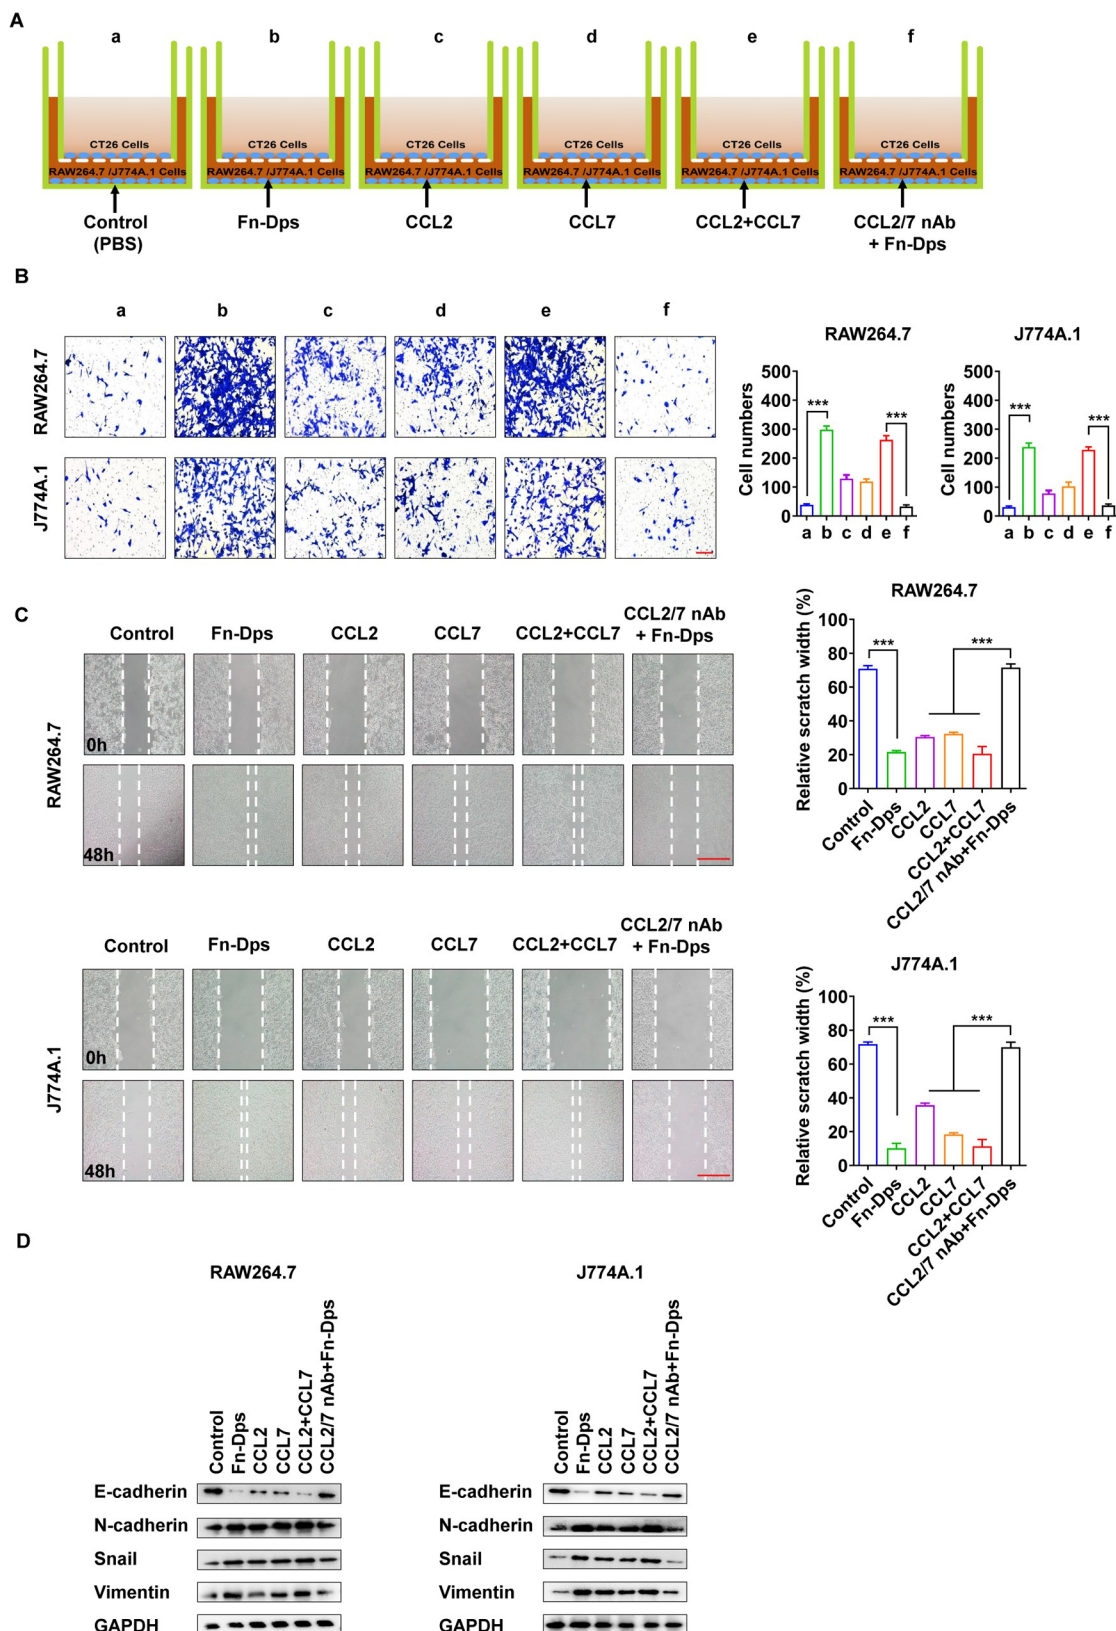 A
a b c d e f
CT26 Cells CT26 Cells CT26 Cells CT26 Cells CT26 Cells CT26 Cells
RAW264.7 /J774A.1 Cells RAW264.7 /J774A.1 Cells RAW264.7 /J774A.1 Cells RAW264.7 /J774A.1 Cells RAW264.7 /J774A.1 Cells RAW264.7 /J774A.1 Cells
Control Fn-Dps CCL2 CCL7 CCL2+CCL7 CCL2/7 nAb
(PBS) + Fn-Dps
B
a b c d e f
RAW264.7
J774A.1
RAW264.7
Cell numbers
500
400
300
200
100
0
*** ***
a b c d e f
J774A.1
Cell numbers
500
400
300
200
100
0
*** ***
a b c d e f
C
Control Fn-Dps CCL2 CCL7 CCL2+CCL7 CCL2/7 nAb
+ Fn-Dps
RAW264.7
0h
48h
RAW264.7
Relative scratch width (%)
100
80
60
40
20
0
*** ***
Control
Fn-Dps
CCL2
CCL7
CCL2+CCL7
CCL2/7 nAb+Fn-Dps
Control Fn-Dps CCL2 CCL7 CCL2+CCL7 CCL2/7 nAb
+ Fn-Dps
J774A.1
0h
48h
J774A.1
Relative scratch width (%)
100
80
60
40
20
0
*** ***
Control
Fn-Dps
CCL2
CCL7
CCL2+CCL7
CCL2/7 nAb+Fn-Dps
D
RAW264.7
Control
Fn-Dps
CCL2
CCL7
CCL2+CCL7
CCL2/7 nAb+Fn-Dps
E-cadherin
N-cadherin
Snail
Vimentin
GAPDH
J774A.1
Control
Fn-Dps
CCL2
CCL7
CCL2+CCL7
CCL2/7 nAb+Fn-Dps
E-cadherin
N-cadherin
Snail
Vimentin
GAPDH